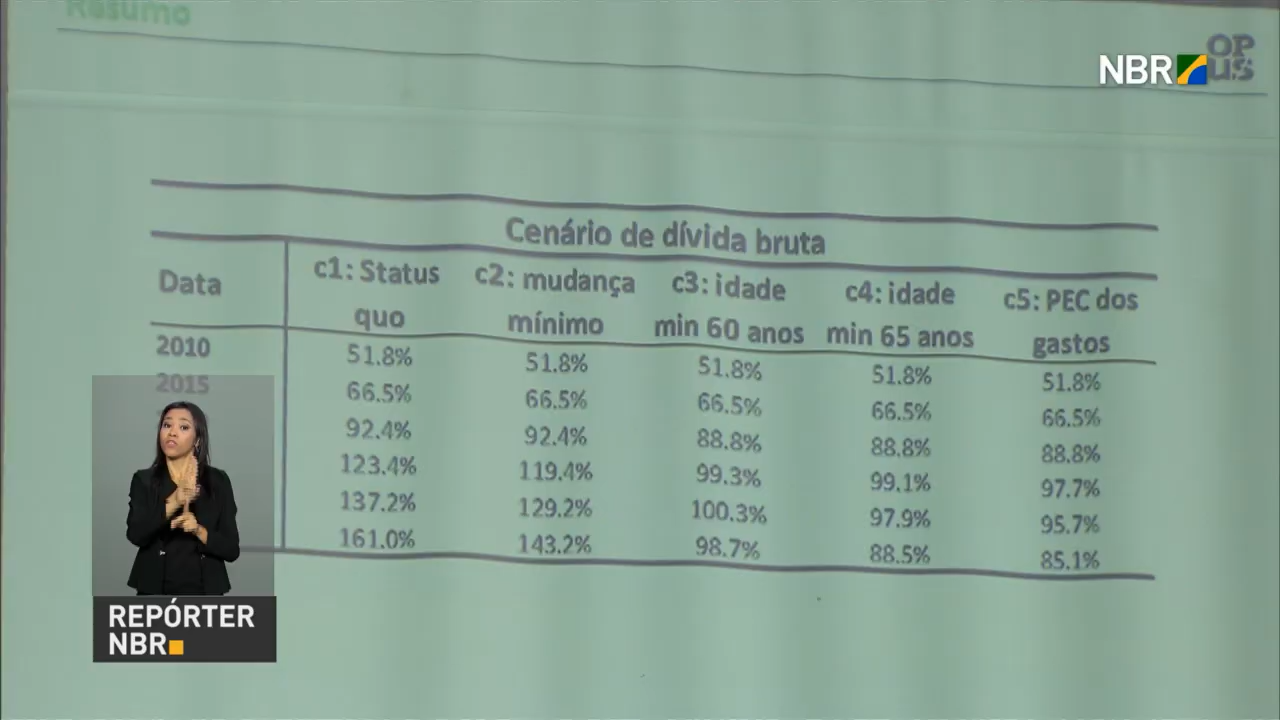 Resumo
NBR
OP
US
Cenário de dívida bruta
Data
c1: Status quo
c2: mudança mínimo
c3: idade min 60 anos
c4: idade min 65 anos
c5: PEC dos gastos
2010 51.8% 51.8% 51.8% 51.8% 51.8%
2015 66.5% 66.5% 66.5% 66.5% 66.5%
92.4% 92.4% 88.8% 88.8% 88.8%
123.4% 119.4% 99.3% 99.1% 97.7%
137.2% 129.2% 100.3% 97.9% 95.7%
161.0% 143.2% 98.7% 88.5% 85.1%
REPÓRTER
NBR